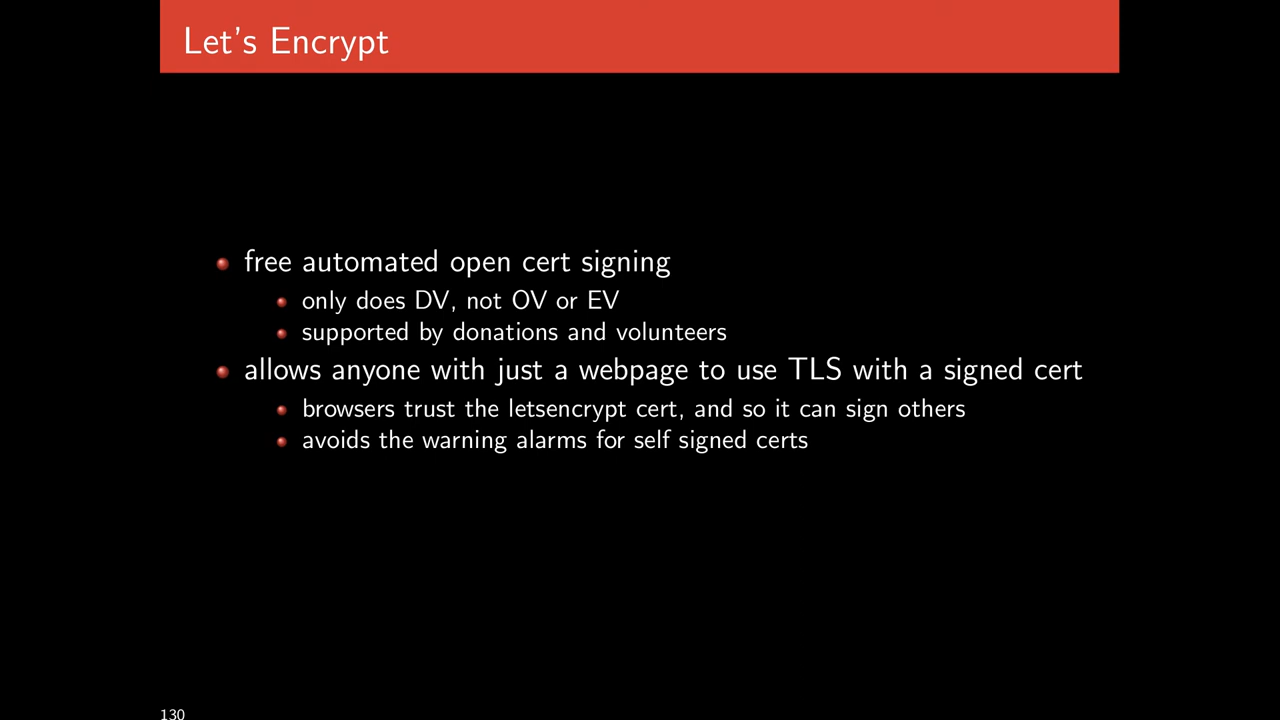 Let's Encrypt
free automated open cert signing
only does DV, not OV or EV
supported by donations and volunteers
allows anyone with just a webpage to use TLS with a signed cert
browsers trust the letsencrypt cert, and so it can sign others
avoids the warning alarms for self signed certs
130